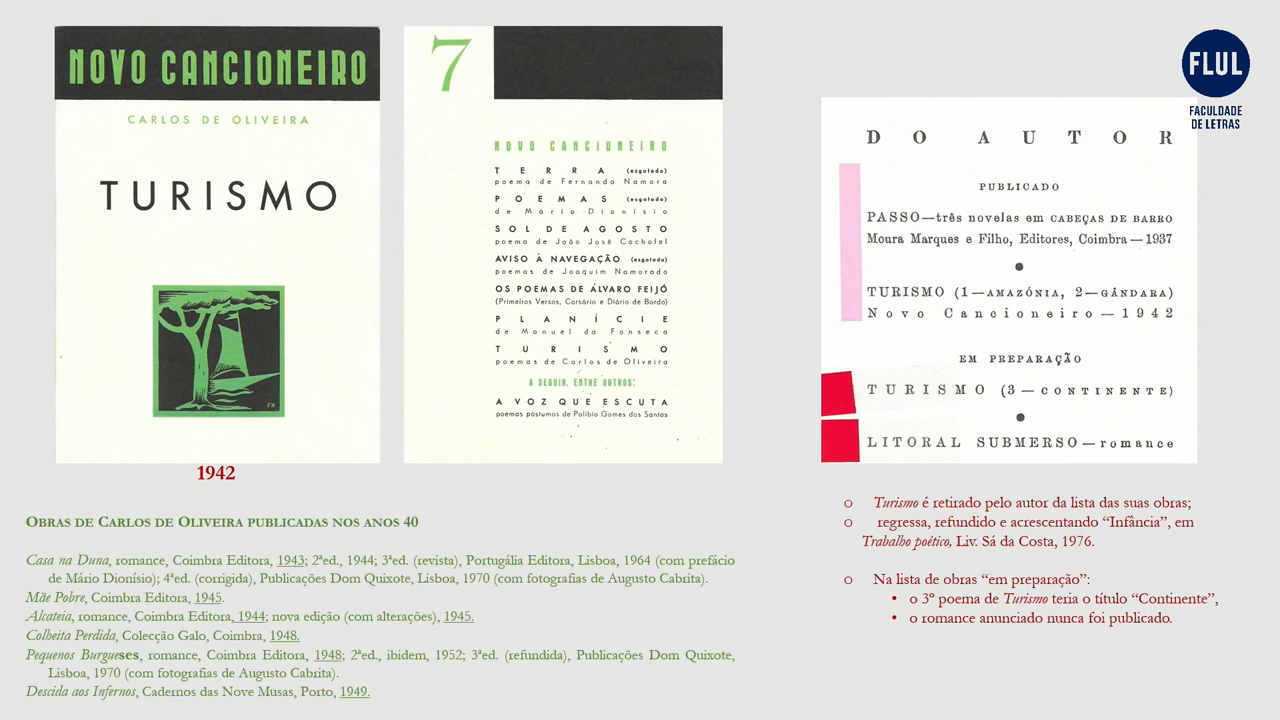 NOVO CANCIONEIRO
CARLOS DE OLIVEIRA
TURISMO
FN
1942
7
NOVO CANCIONEIRO
TERRA (esgotado)
poema de Fernando Namora
POEMAS (esgotado)
de Mário Dionísio
SOL DE AGOSTO
poema de João José Cochofel
AVISO À NAVEGAÇÃO (esgotado)
poemas de Joaquim Namorado
OS POEMAS DE ÁLVARO FEIJÓ
(Primeiros Versos, Corsário e Diário de Bordo)
PLANÍCIE
de Manuel da Fonseca
TURISMO
poemas de Carlos de Oliveira
A SEGUIR, ENTRE OUTROS:
A VOZ QUE ESCUTA
poemas póstumos de Políbio Gomes dos Santos
FLUL
FACULDADE
DE LETRAS
DO AUTOR
PUBLICADO
PASSO—três novelas em CABEÇAS DE BARRO
Moura Marques e Filho, Editores, Coimbra — 1937
TURISMO (1—AMAZÓNIA, 2—GÂNDARA)
Novo Cancioneiro — 1942
EM PREPARAÇÃO
TURISMO (3 — CONTINENTE)
LITORAL SUBMERSO—romance
OBRAS DE CARLOS DE OLIVEIRA PUBLICADAS NOS ANOS 40
Casa na Duna, romance, Coimbra Editora, 1943; 2ªed., 1944; 3ªed. (revista), Portugália Editora, Lisboa, 1964 (com prefácio
de Mário Dionísio); 4ªed. (corrigida), Publicações Dom Quixote, Lisboa, 1970 (com fotografias de Augusto Cabrita).
Mãe Pobre, Coimbra Editora, 1945.
Alcateia, romance, Coimbra Editora, 1944; nova edição (com alterações), 1945.
Colheita Perdida, Colecção Galo, Coimbra, 1948.
Pequenos Burgueses, romance, Coimbra Editora, 1948; 2ªed., ibidem, 1952; 3ªed. (refundida), Publicações Dom Quixote,
Lisboa, 1970 (com fotografias de Augusto Cabrita).
Descida aos Infernos, Cadernos das Nove Musas, Porto, 1949.
o Turismo é retirado pelo autor da lista das suas obras;
o regressa, refundido e acrescentando “Infância”, em
Trabalho poético, Liv. Sá da Costa, 1976.
o Na lista de obras “em preparação”:
• o 3º poema de Turismo teria o título “Continente”,
• o romance anunciado nunca foi publicado.